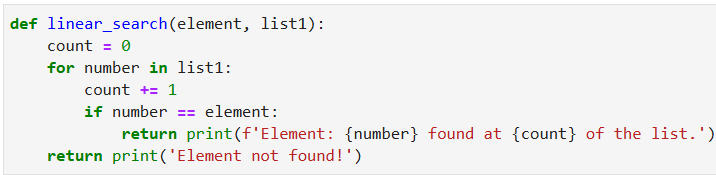 def linear_search(element, list1):
    count = 0
    for number in list1:
        count += 1
        if number == element:
            return print(f'Element: {number} found at {count} of the list.')
    return print('Element not found!')